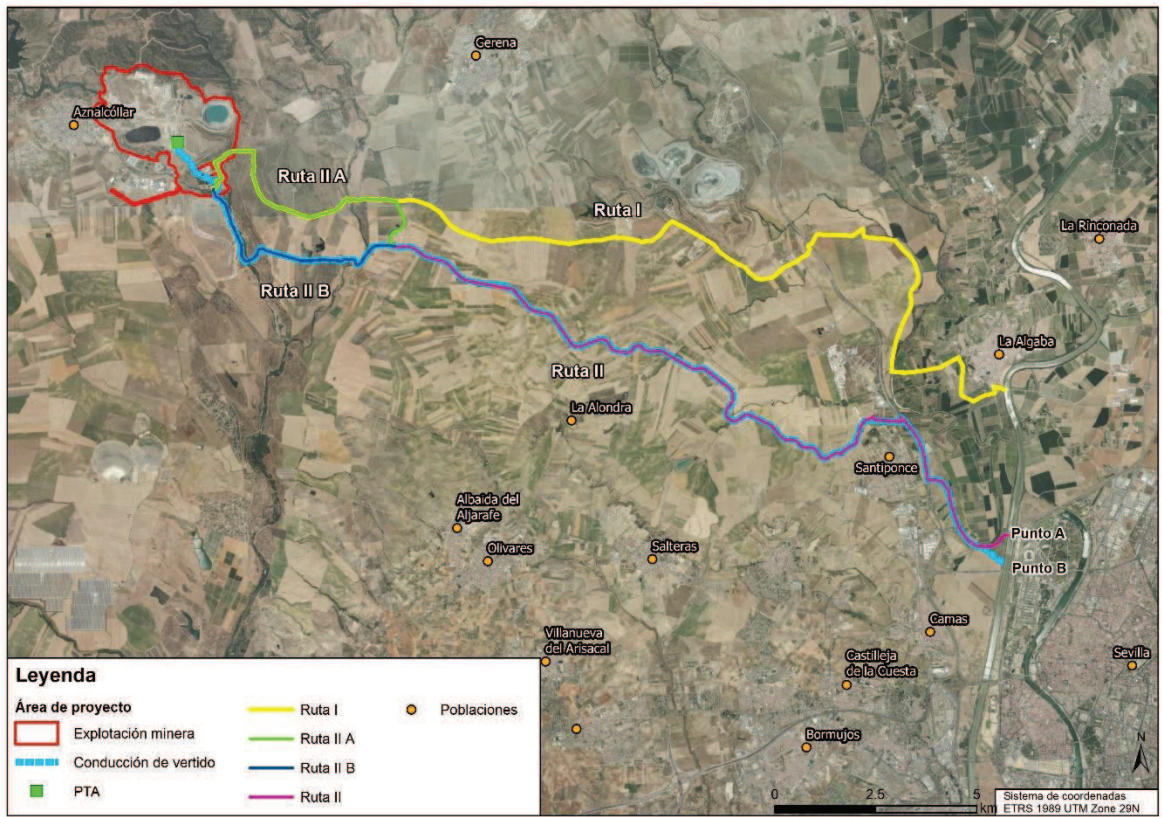 Gerena
Aznalcóllar
Ruta II A
Ruta I
La Rinconada
Ruta II B
La Algaba
Ruta II
La Alondra
Santiponce
Albaida del
Aljarafe
Punto A
Olivares
Salteras
Punto B
Camas
Villanueva
del Arisacal
Castilleja
de la Cuesta
Sevilla
Bormujos
Leyenda
Área de proyecto
Explotación minera
Conducción de vertido
PTA
Ruta I
Ruta II A
Ruta II B
Ruta II
Poblaciones
N
0 2.5 5
km
Sistema de coordenadas
ETRS 1989 UTM Zone 29N